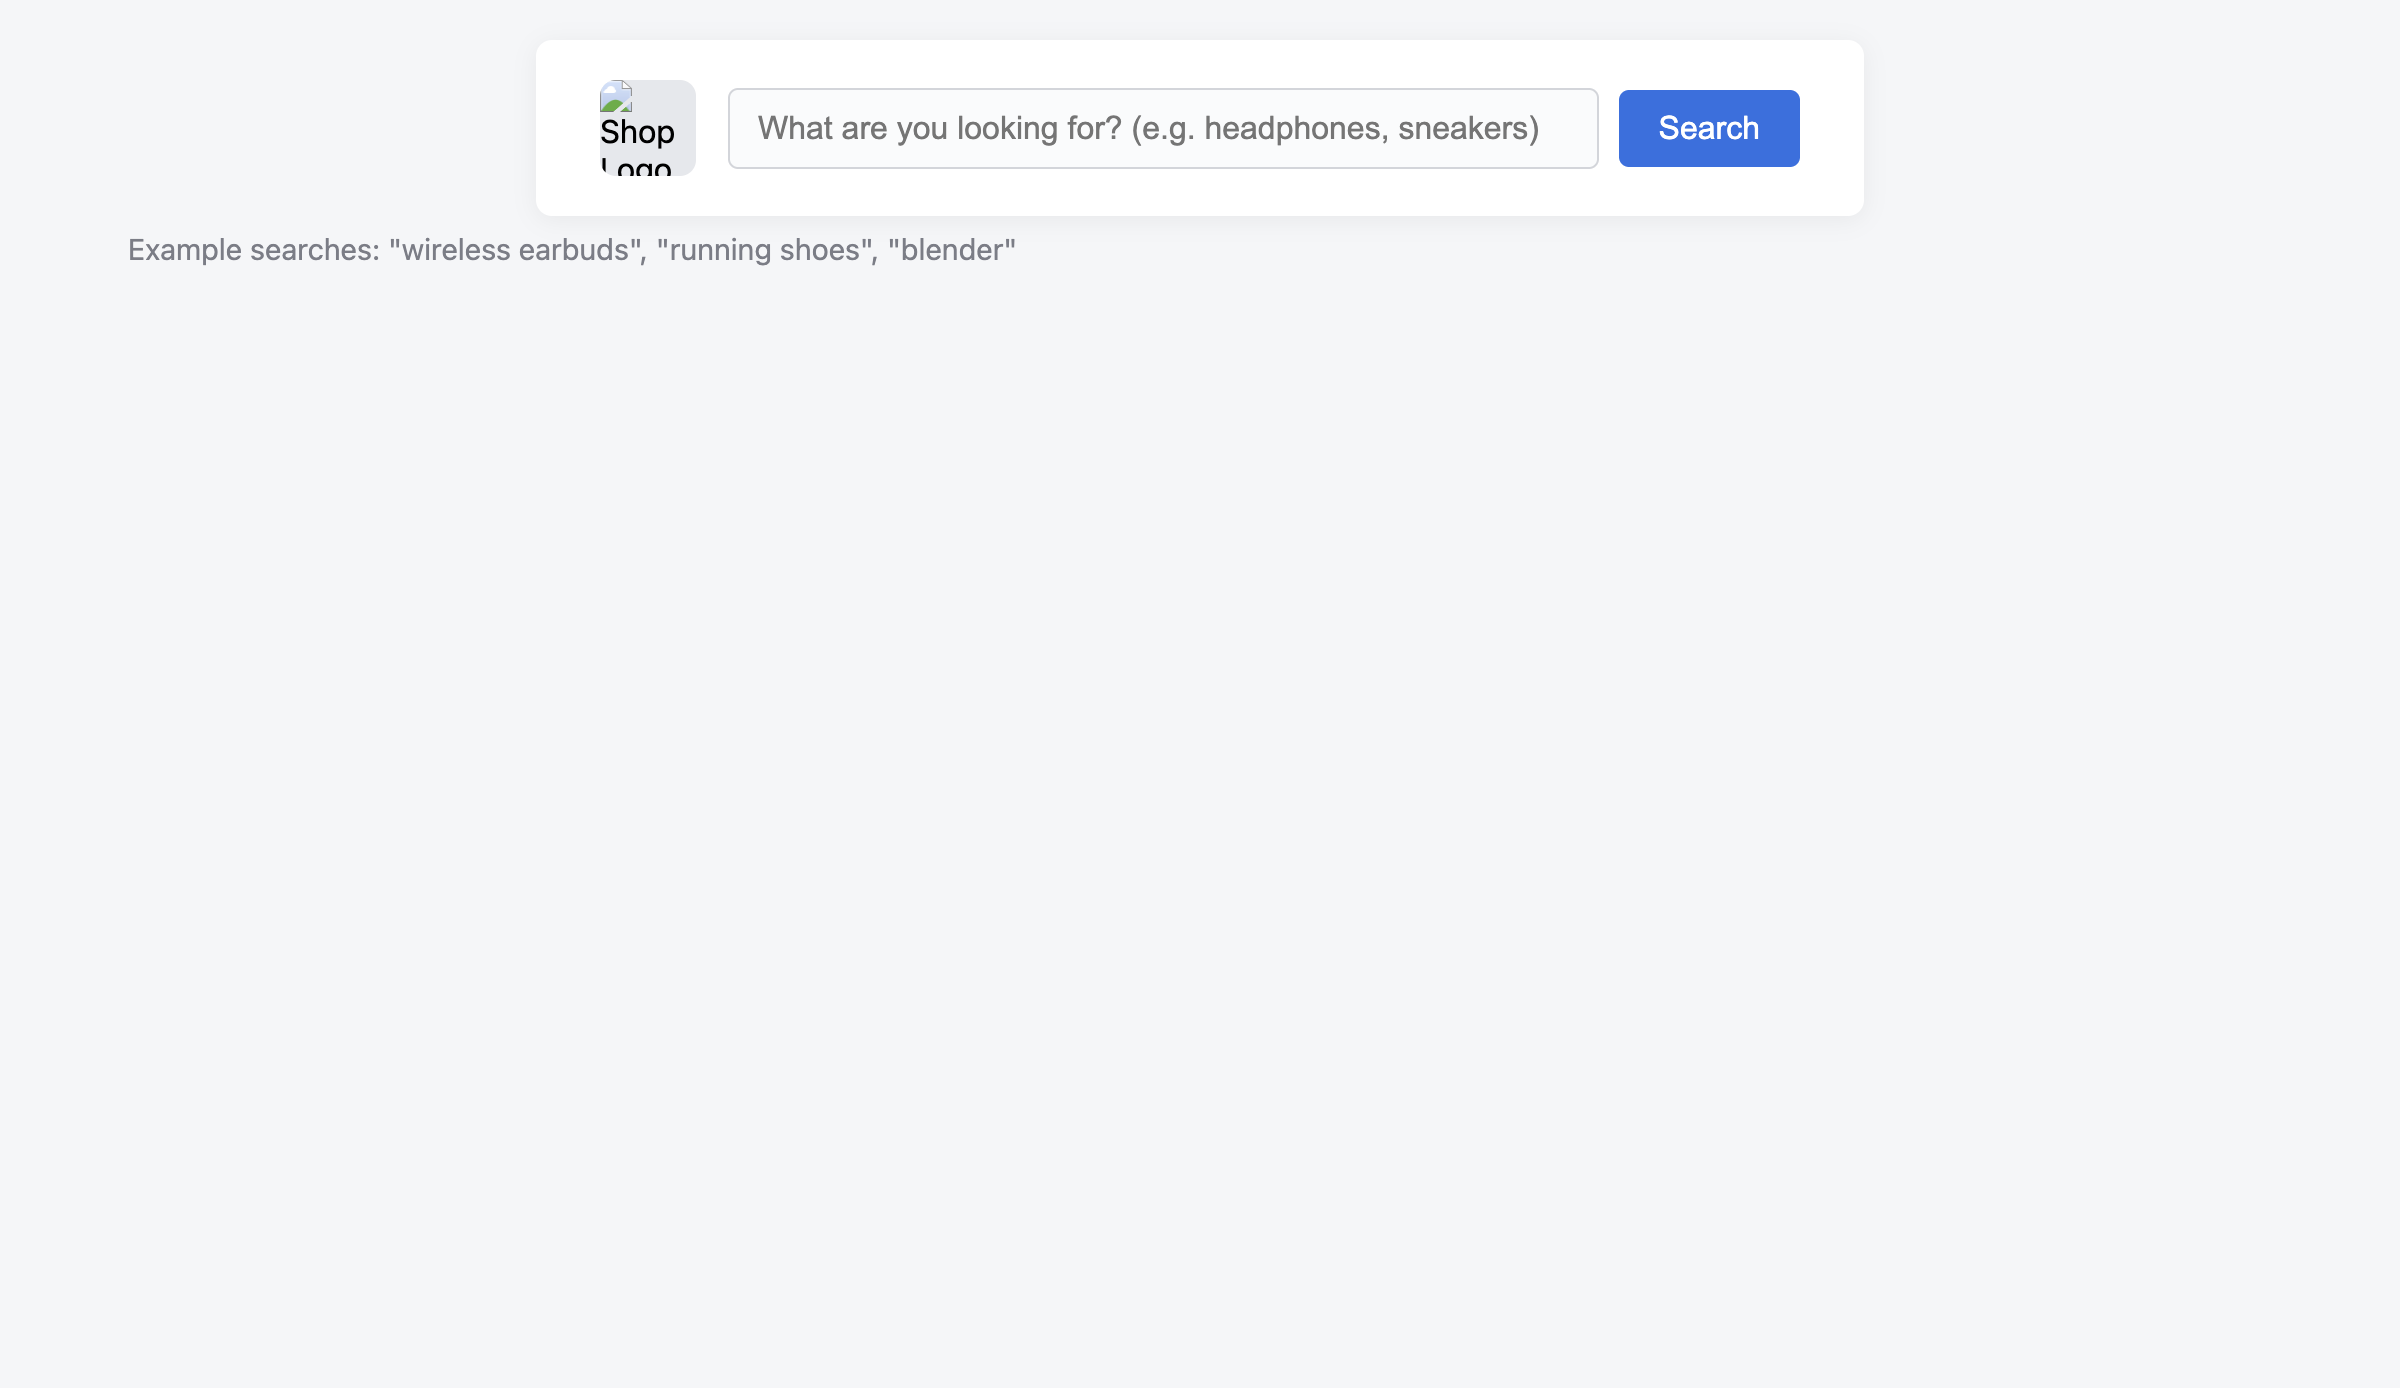 Shop
Logo
What are you looking for? (e.g. headphones, sneakers)
Search
Example searches: "wireless earbuds", "running shoes", "blender"